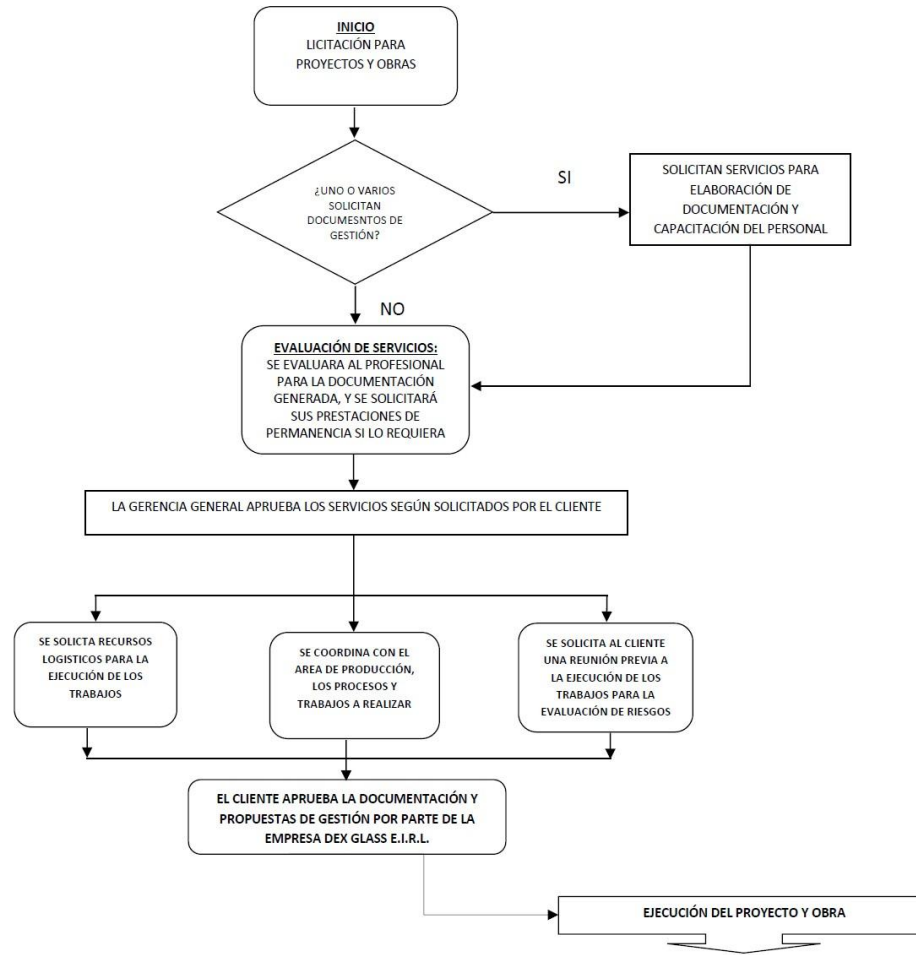 INICIO
LICITACIÓN PARA
PROYECTOS Y OBRAS
¿UNO O VARIOS
SOLICITAN
DOCUMESNTOS DE
GESTIÓN?
SI
SOLICITAN SERVICIOS PARA
ELABORACIÓN DE
DOCUMENTACIÓN Y
CAPACITACIÓN DEL PERSONAL
NO
EVALUACIÓN DE SERVICIOS:
SE EVALUARA AL PROFESIONAL
PARA LA DOCUMENTACIÓN
GENERADA, Y SE SOLICITARÁ
SUS PRESTACIONES DE
PERMANENCIA SI LO REQUIERA
LA GERENCIA GENERAL APRUEBA LOS SERVICIOS SEGÚN SOLICITADOS POR EL CLIENTE
SE SOLICTA RECURSOS
LOGISTICOS PARA LA
EJECUCIÓN DE LOS
TRABAJOS
SE COORDINA CON EL
AREA DE PRODUCCIÓN,
LOS PROCESOS Y
TRABAJOS A REALIZAR
SE SOLICITA AL CLIENTE
UNA REUNIÓN PREVIA A
LA EJECUCIÓN DE LOS
TRABAJOS PARA LA
EVALUACIÓN DE RIESGOS
EL CLIENTE APRUEBA LA DOCUMENTACIÓN Y
PROPUESTAS DE GESTIÓN POR PARTE DE LA
EMPRESA DEX GLASS E.I.R.L.
EJECUCIÓN DEL PROYECTO Y OBRA